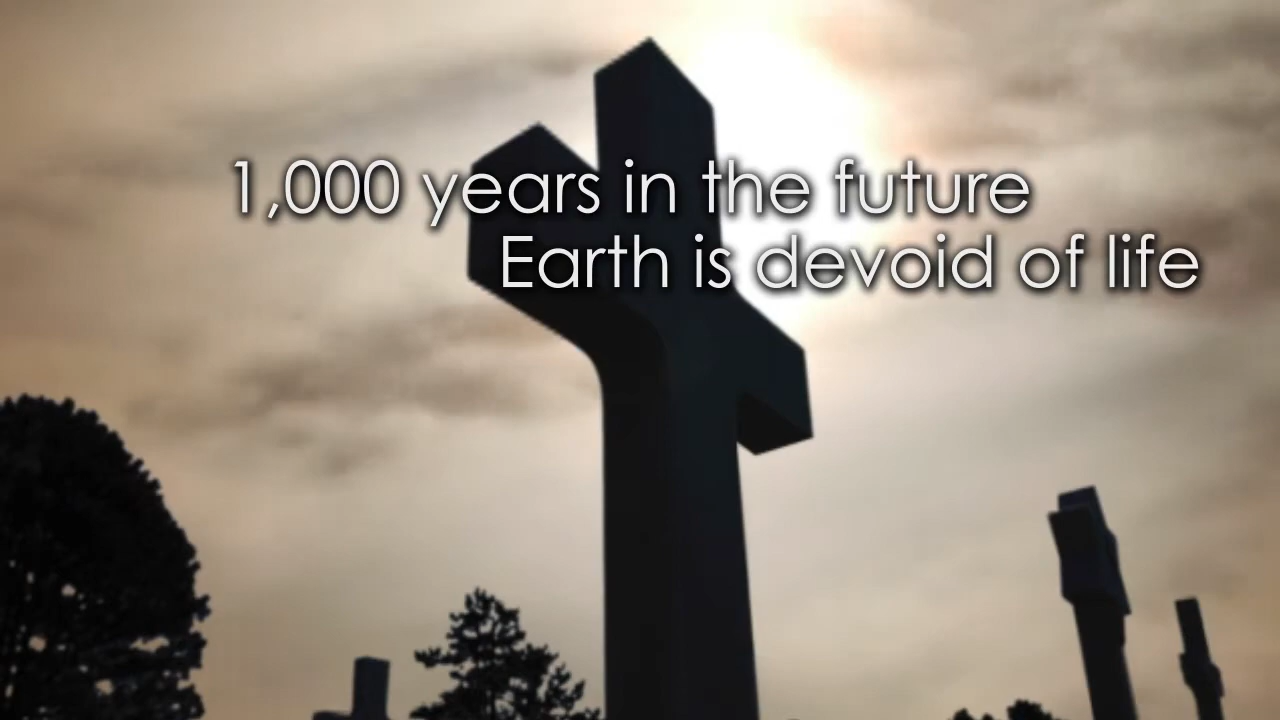 1,000 years in the future
Earth is devoid of life